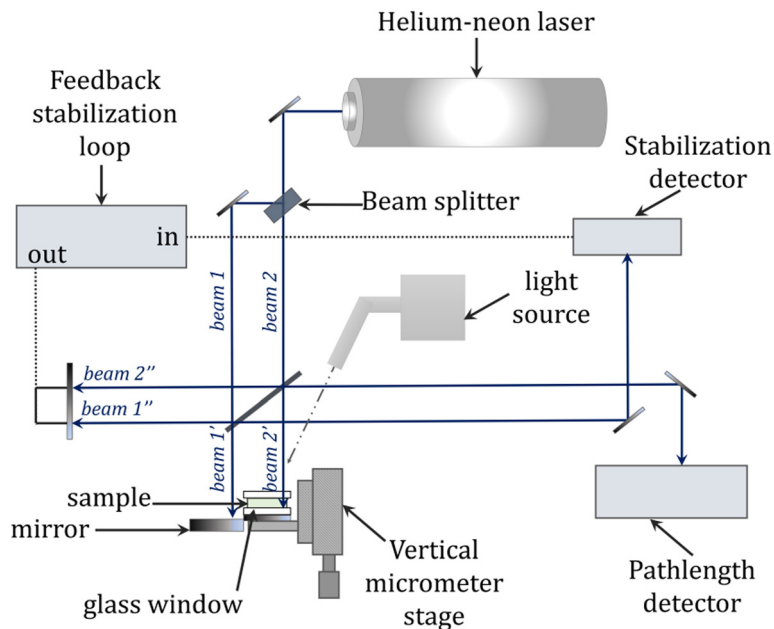 Helium-neon laser
Feedback
stabilization
loop
Stabilization
detector
Beam splitter
in
out
beam 1
beam 2
light
source
beam 2’’
beam 1’’
beam 1’
beam 2’
sample
mirror
glass window
Vertical
micrometer
stage
Pathlength
detector